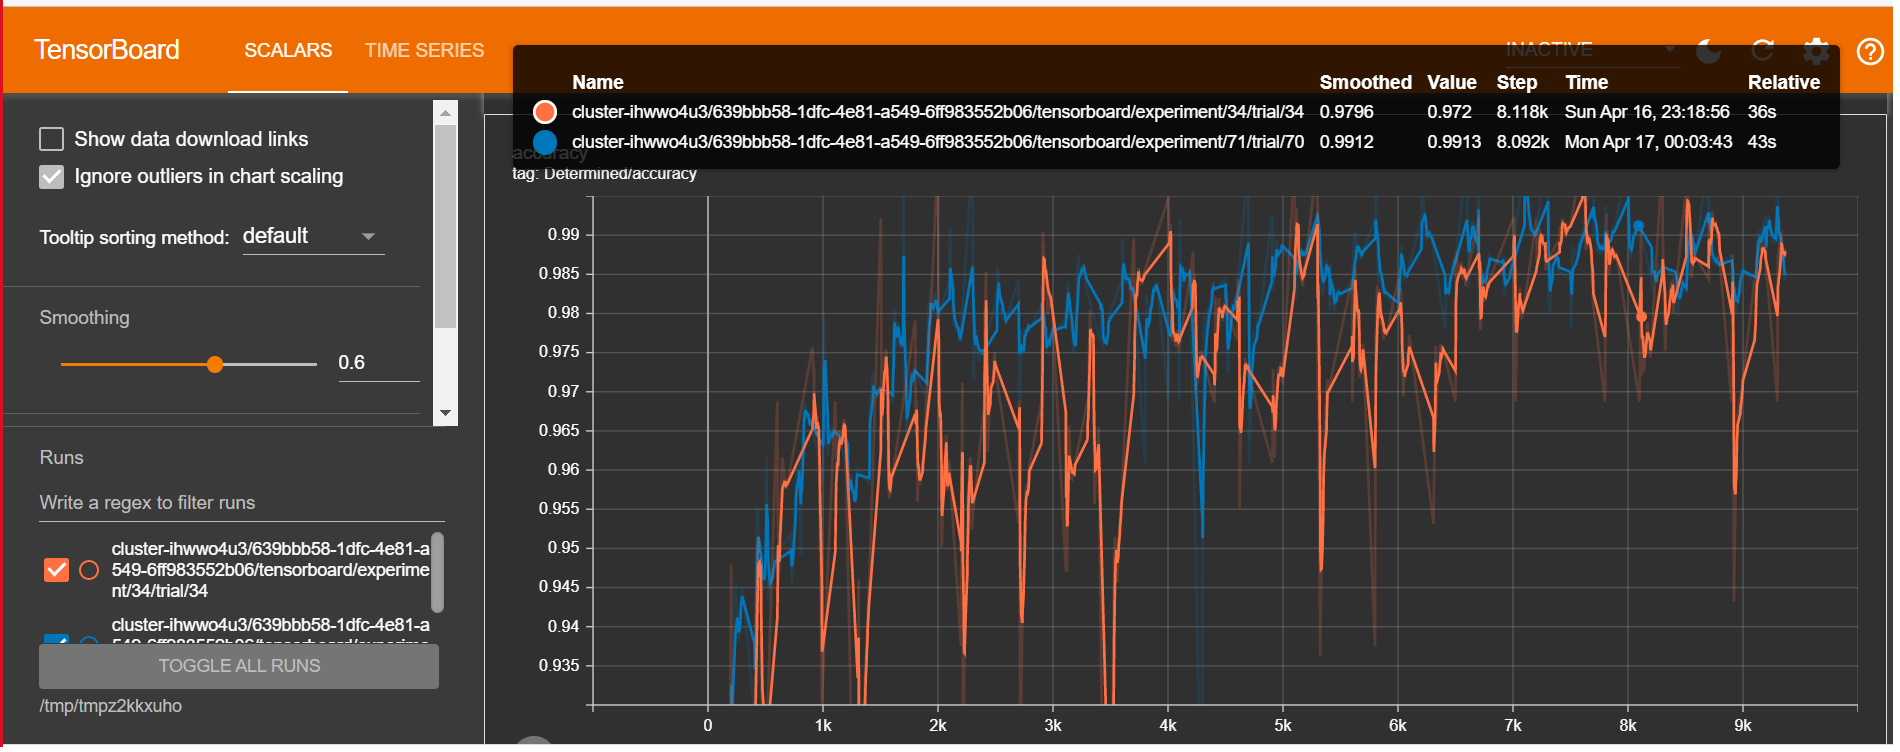 TensorBoard
SCALARS
TIME SERIES
INACTIVE
Name Smoothed Value Step Time Relative
cluster-ihwwo4u3/639bbb58-1dfc-4e81-a549-6ff983552b06/tensorboard/experiment/34/trial/34 0.9796 0.972 8.118k Sun Apr 16, 23:18:56 36s
cluster-ihwwo4u3/639bbb58-1dfc-4e81-a549-6ff983552b06/tensorboard/experiment/71/trial/70 0.9912 0.9913 8.092k Mon Apr 17, 00:03:43 43s
Show data download links
Ignore outliers in chart scaling
Tooltip sorting method: default
Smoothing
0.6
Runs
Write a regex to filter runs
cluster-ihwwo4u3/639bbb58-1dfc-4e81-a
549-6ff983552b06/tensorboard/experime
nt/34/trial/34
cluster-ihwwo4u3/639bbb58-1dfc-4e81-a
549-6ff983552b06/tensorboard/experime
TOGGLE ALL RUNS
/tmp/tmpz2kkxuho
accuracy
tag: Determined/accuracy
0.99
0.985
0.98
0.975
0.97
0.965
0.96
0.955
0.95
0.945
0.94
0.935
0 1k 2k 3k 4k 5k 6k 7k 8k 9k